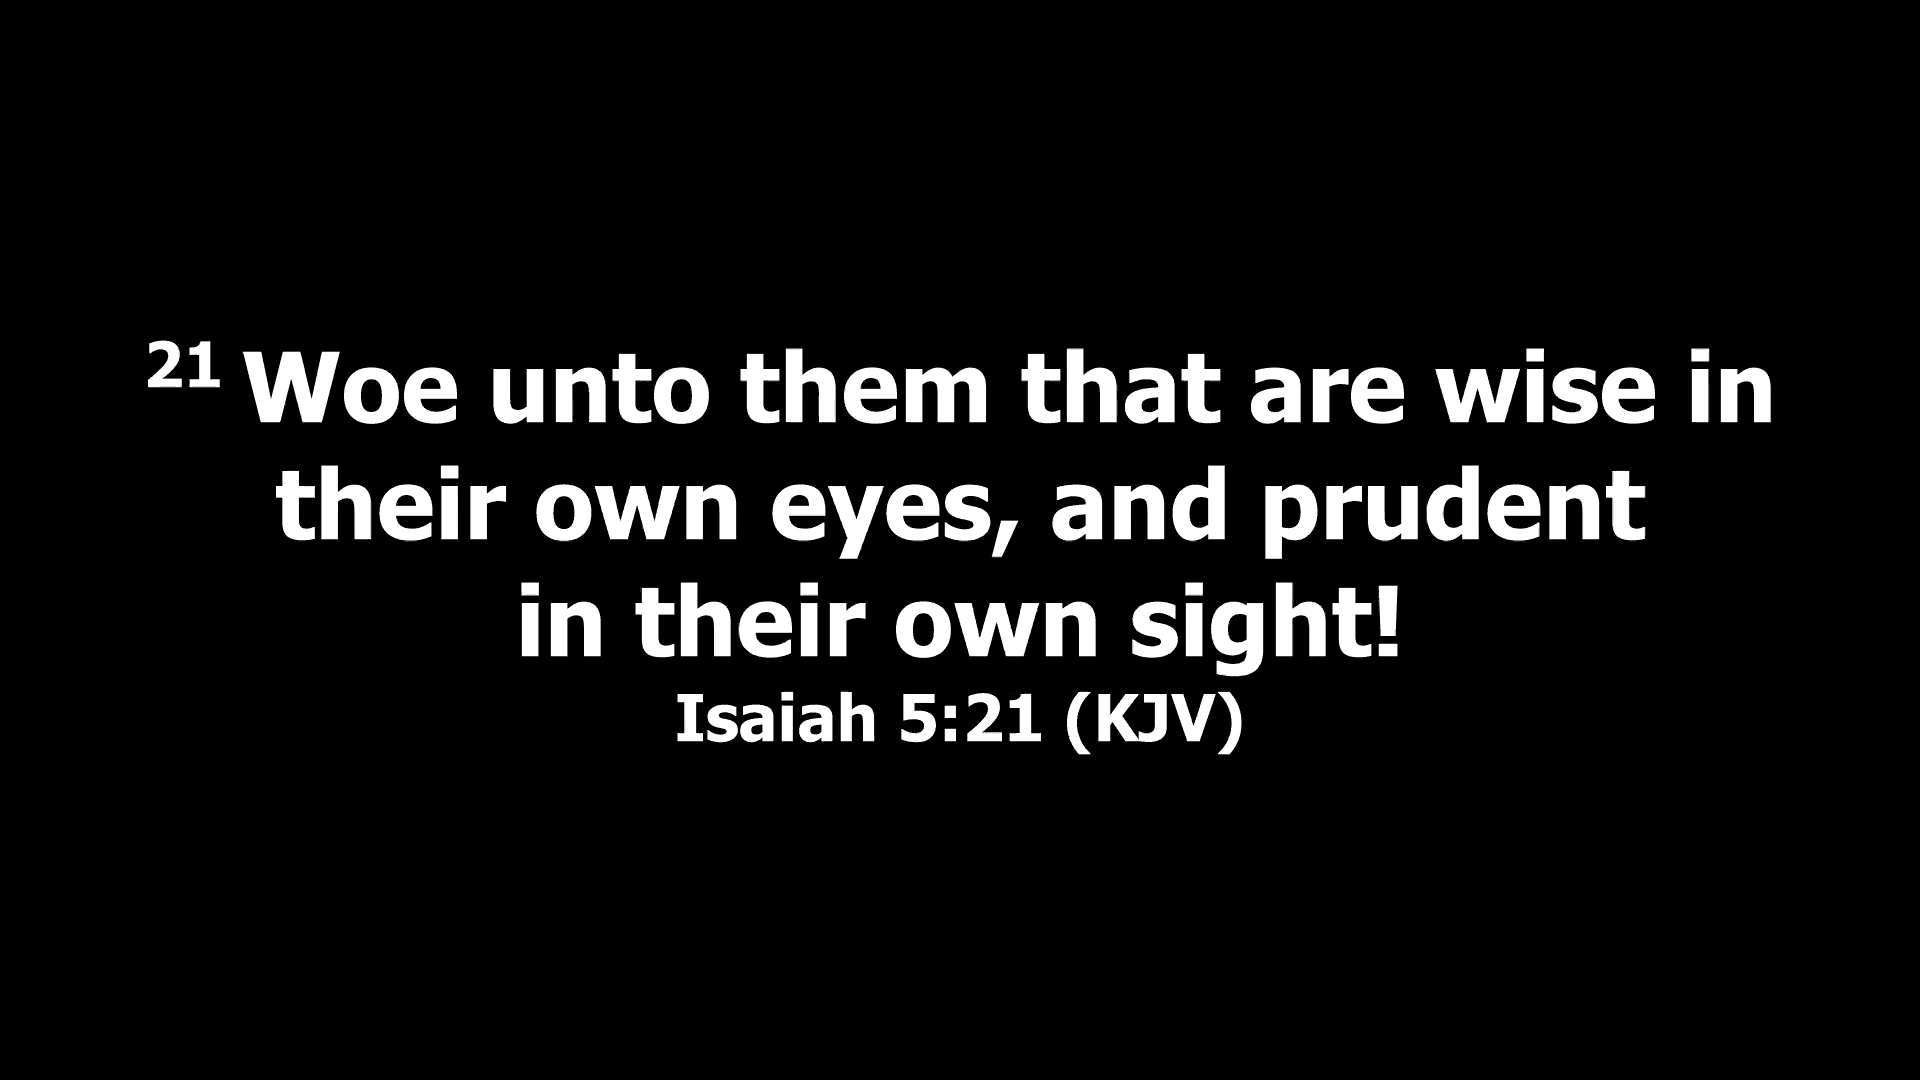 21 Woe unto them that are wise in
their own eyes, and prudent
in their own sight!
Isaiah 5:21 (KJV)